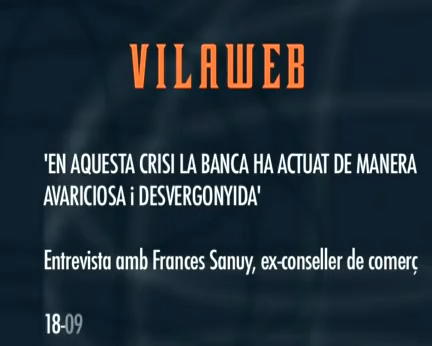 VILAWEB
'EN AQUESTA CRISI LA BANCA HA ACTUAT DE MANERA
AVARICIOSA i DESVERGONYIDA'
Entrevista amb Frances Sanuy, ex-conseller de comerç
18-09